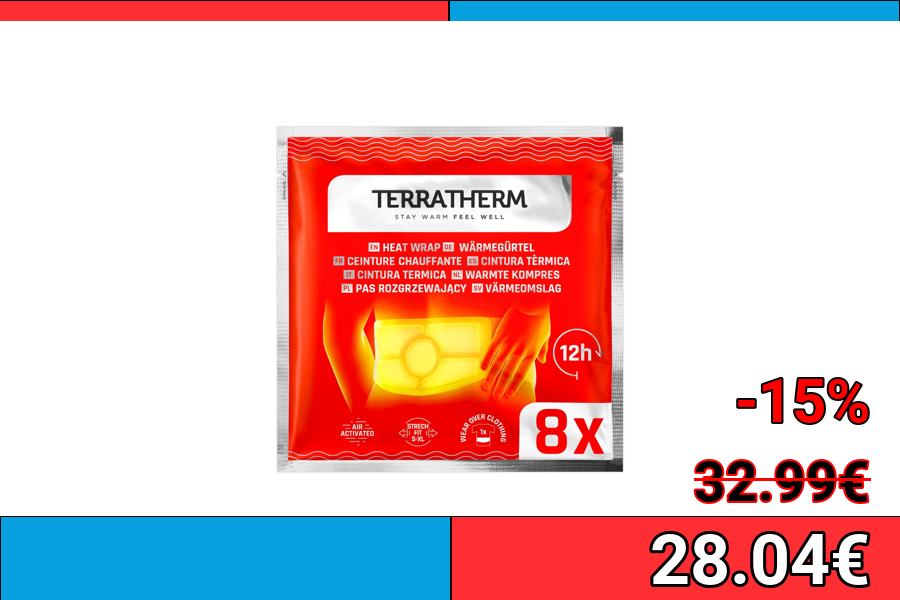 TERRATHERM
STAY WARM FEEL WELL
EN HEAT WRAP DE WÄRMEGÜRTEL
FR CEINTURE CHAUFFANTE ES CINTURA TÈRMICA
IT CINTURA TERMICA NL WARMTE KOMPRES
PL PAS ROZGRZEWAJĄCY SV VÄRMEOMSLAG
12h
AIR
ACTIVATED
STRECH
FIT
S-XL
WEAR OVER CLOTHING
1x
8x
-15%
32.99€
28.04€